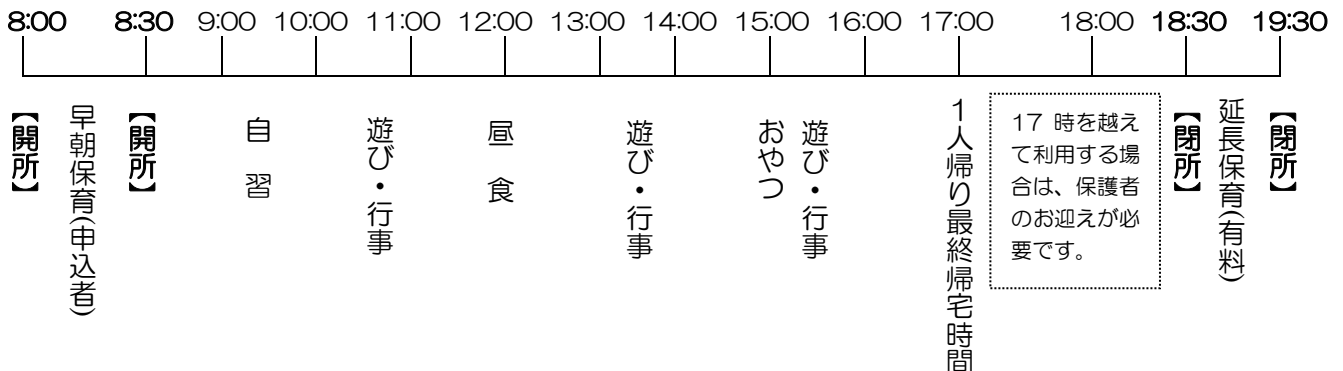 8:00 8:30 9:00 10:00 11:00 12:00 13:00 14:00 15:00 16:00 17:00 18:00 18:30 19:30
【開所】
早朝保育(申込者)
【開所】
自習
遊び・行事
昼食
遊び・行事
おやつ
遊び・行事
1人帰り最終帰宅時間
17 時を越え
て利用する場
合は、保護者
のお迎えが必
要です。
【閉所】
延長保育(有料)
【閉所】